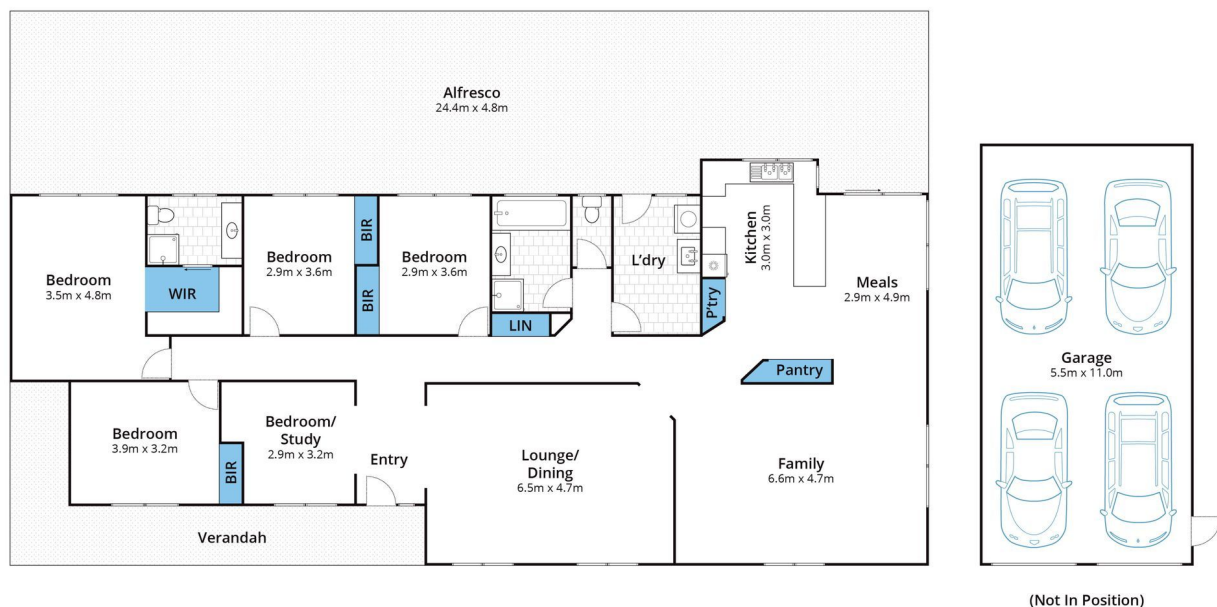 Alfresco
24.4m x 4.8m
Bedroom
3.5m x 4.8m
WIR
Bedroom
2.9m x 3.6m
BIR
BIR
Bedroom
2.9m x 3.6m
LIN
L'dry
Kitchen
3.0m x 3.0m
P'try
Meals
2.9m x 4.9m
Pantry
Bedroom
3.9m x 3.2m
BIR
Bedroom/
Study
2.9m x 3.2m
Entry
Lounge/
Dining
6.5m x 4.7m
Family
6.6m x 4.7m
Verandah
Garage
5.5m x 11.0m
(Not In Position)